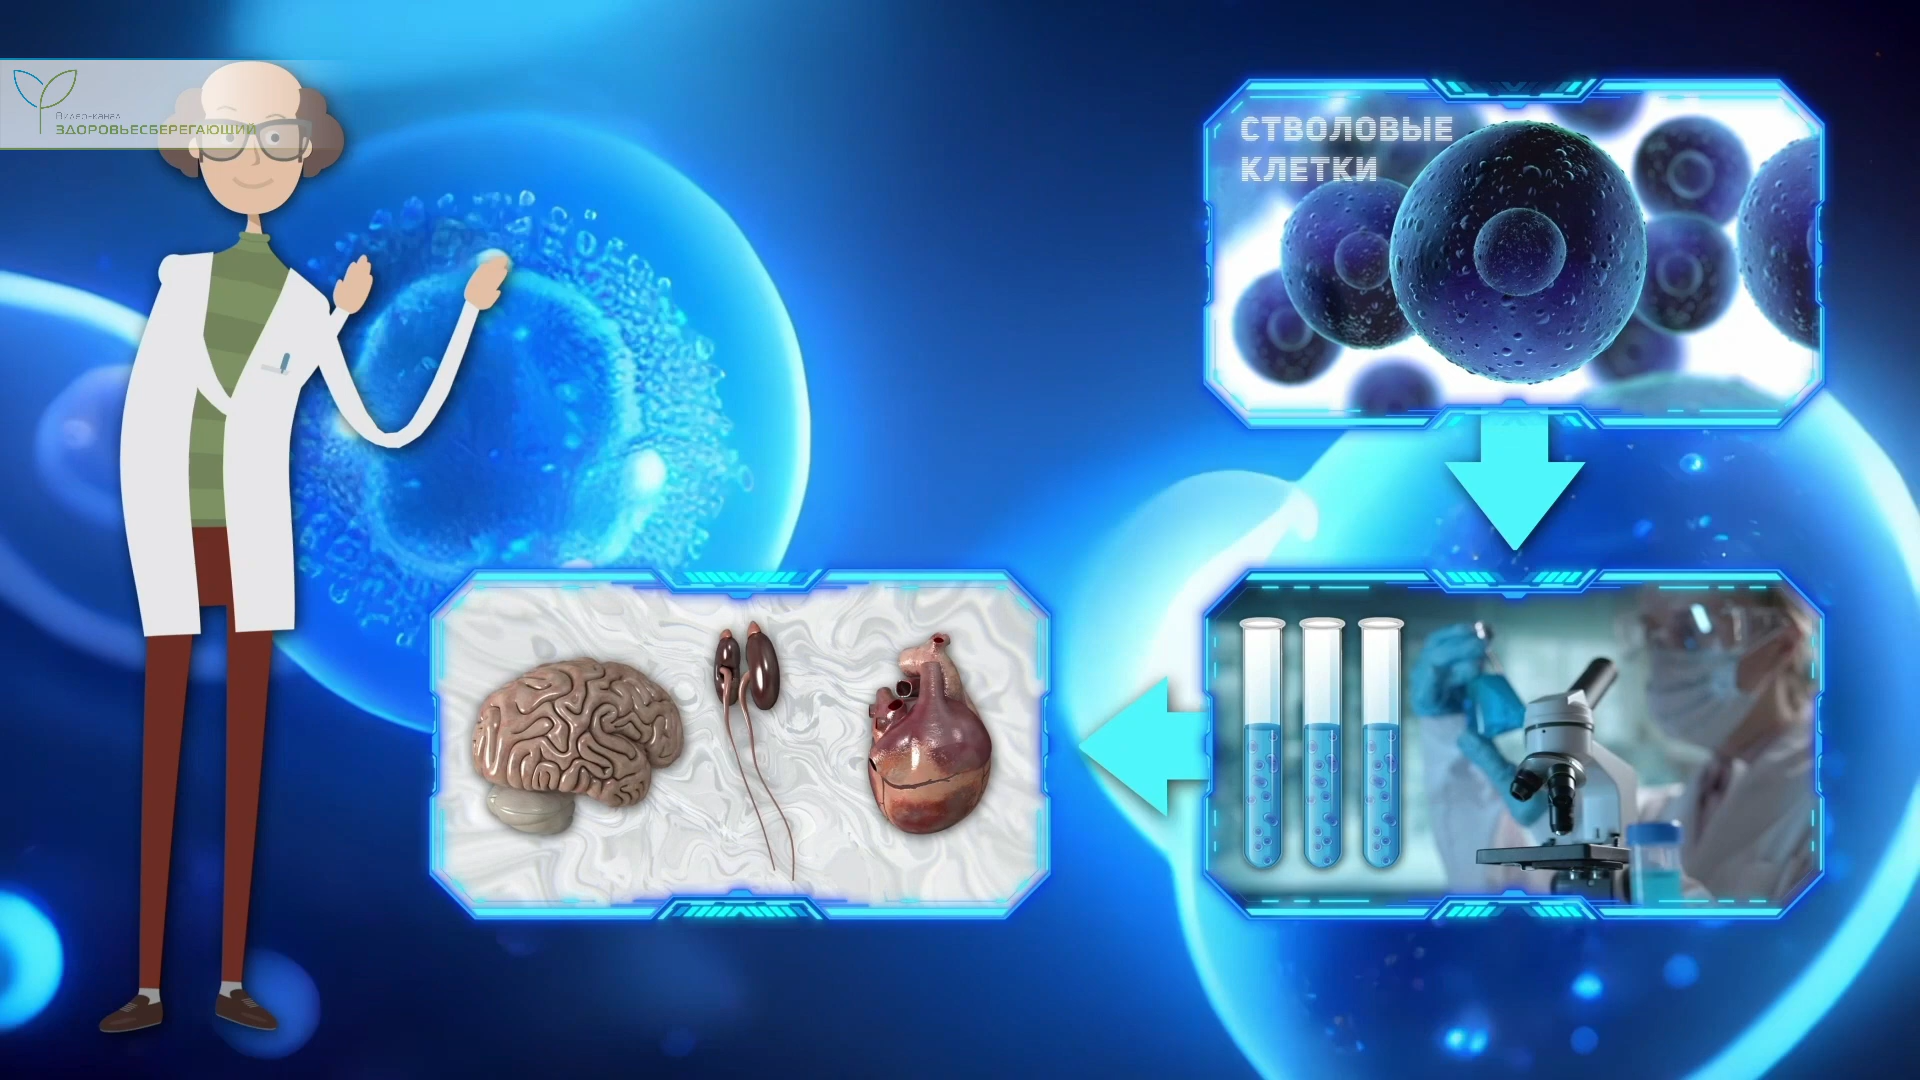 Видео-канал
ЗДОРОВЬЕСБЕРЕГАЮЩИЙ
СТВОЛОВЫЕ
КЛЕТКИ